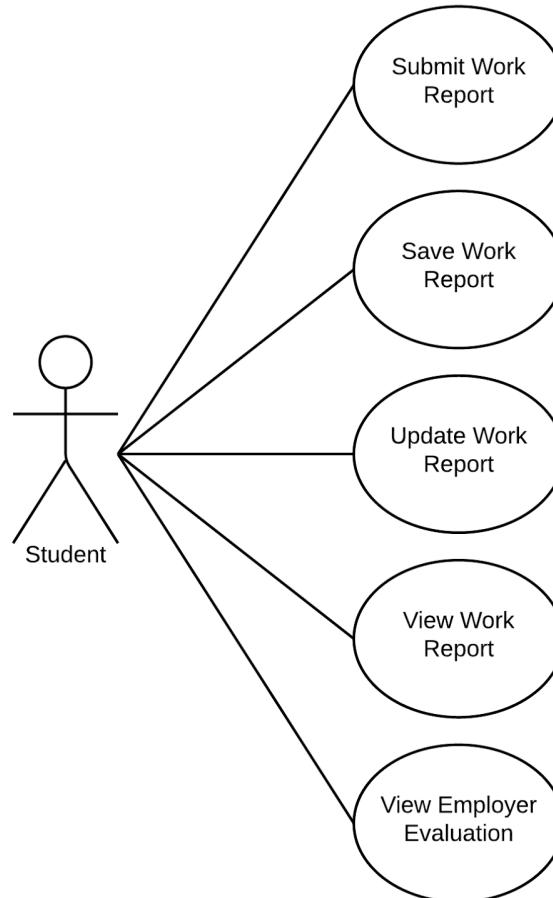 Submit Work
Report
Save Work
Report
Update Work
Report
Student
View Work
Report
View Employer
Evaluation